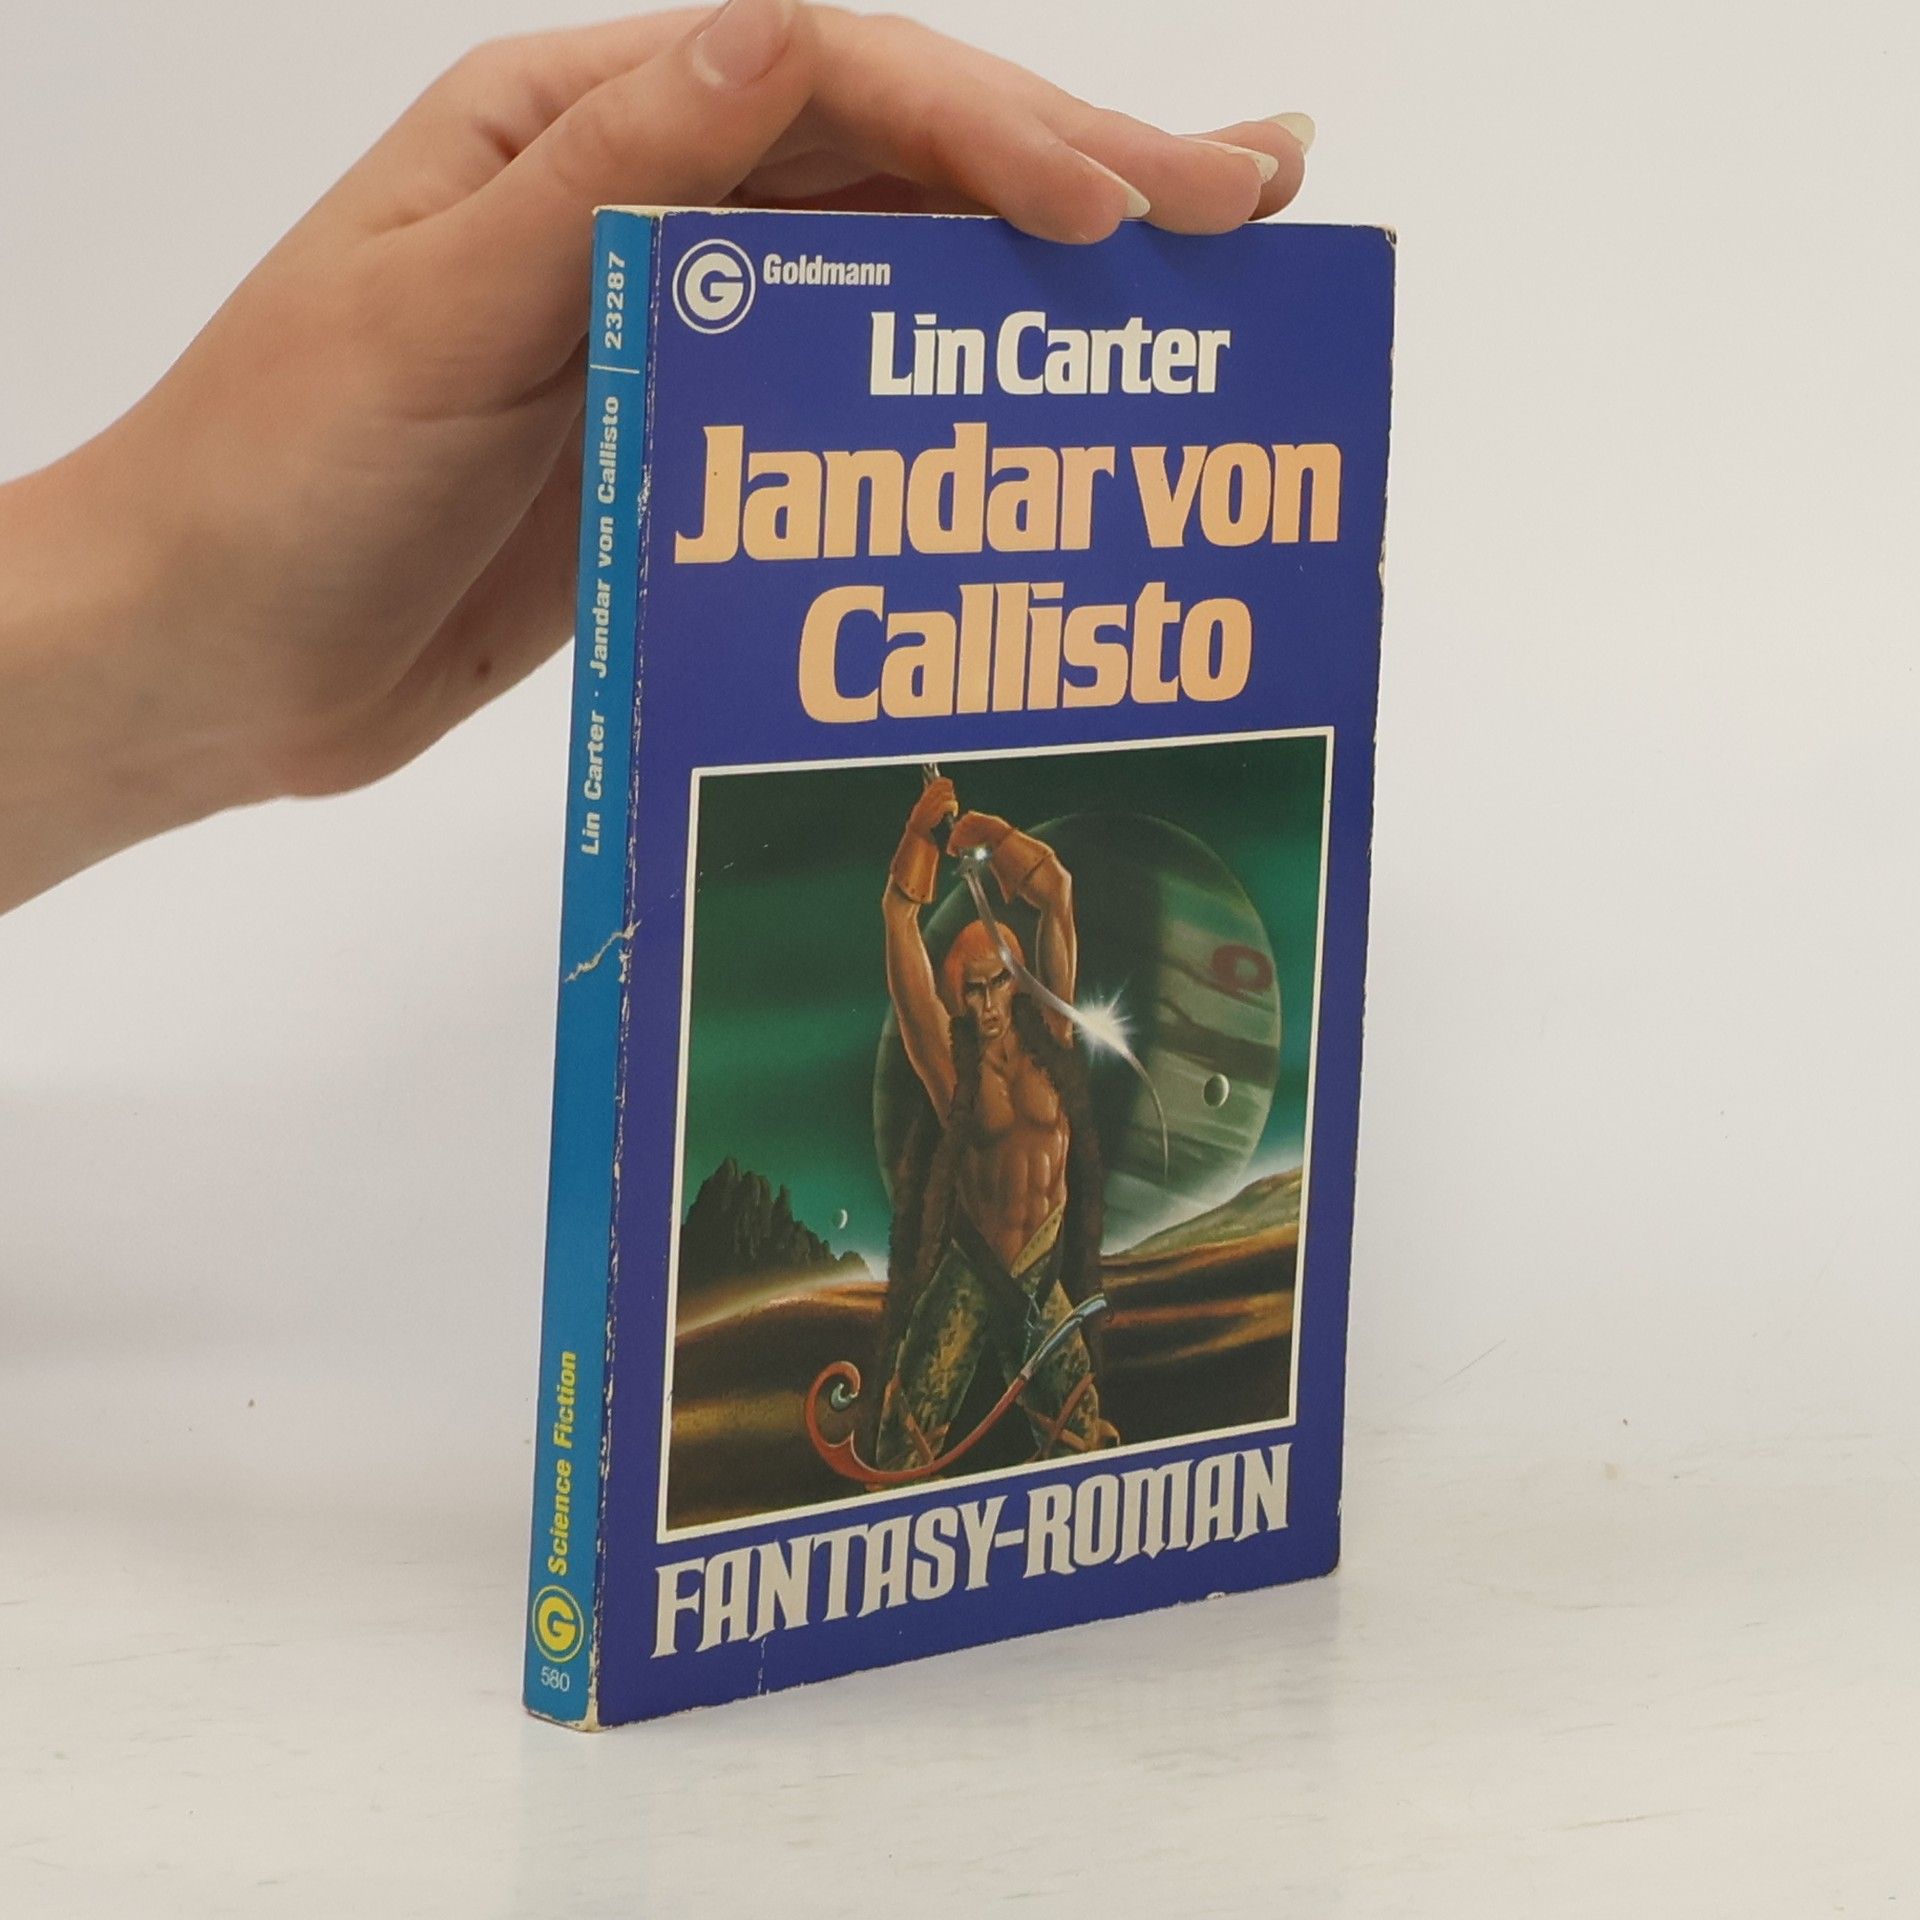 G Goldmann
Lin Carter
Jandar von
Callisto
FANTASY-ROMAN
Lin Carter · Jandar von Callisto | 23287
G Science Fiction
580